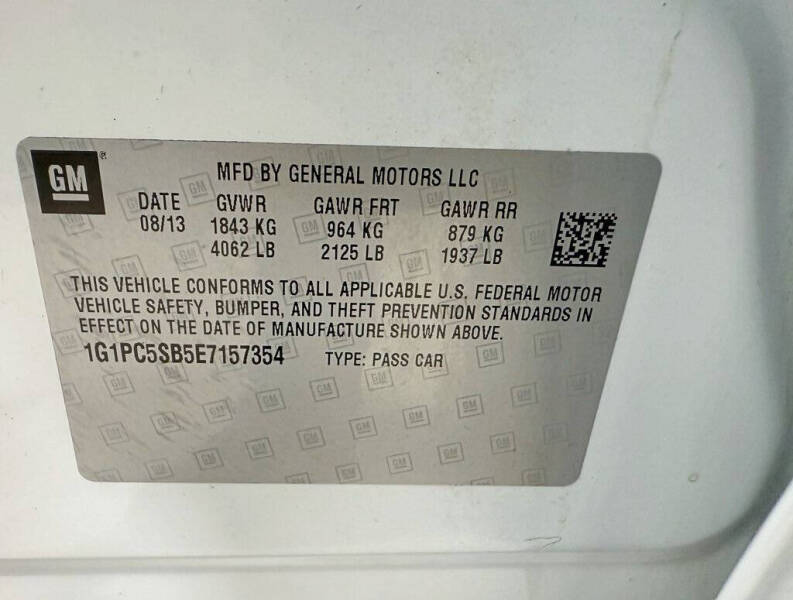 GM® MFD BY GENERAL MOTORS LLC
DATE GVWR GAWR FRT GAWR RR
08/13 1843 KG 964 KG 879 KG
4062 LB 2125 LB 1937 LB
THIS VEHICLE CONFORMS TO ALL APPLICABLE U.S. FEDERAL MOTOR
VEHICLE SAFETY, BUMPER, AND THEFT PREVENTION STANDARDS IN
EFFECT ON THE DATE OF MANUFACTURE SHOWN ABOVE.
1G1PC5SB5E7157354 TYPE: PASS CAR